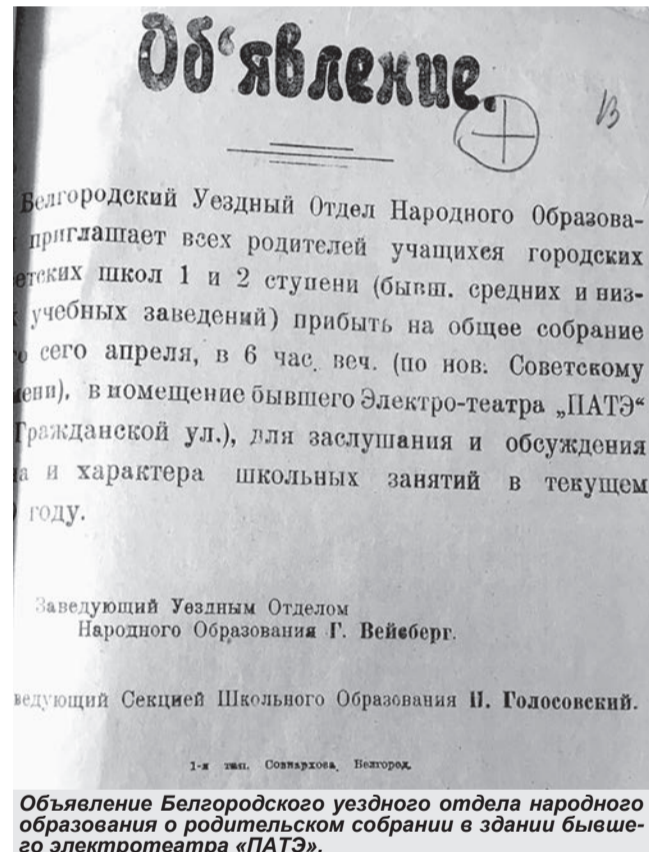 Об‘явление.
В
Белгородский Уездный Отдел Народного Образова-
приглашает всех родителей учащихся городских
етских школ 1 и 2 ступени (бывш. средних и низ-
учебных заведений) прибыть на общее собрание
о сего апреля, в 6 час. веч. (по нов. Советскому
мени), в помещение бывшего Электро-театра „ПАТЭ“
Гражданской ул.), для заслушания и обсуждения
а и характера школьных занятий в текущем
году.
Заведующий Уездным Отделом
Народного Образования Г. Вейсберг.
ведующий Секцией Школьного Образования П. Голосовский.
1-я тип. Совнархоза, Белгород.
Объявление Белгородского уездного отдела народного
образования о родительском собрании в здании бывше-
го электротеатра «ПАТЭ».